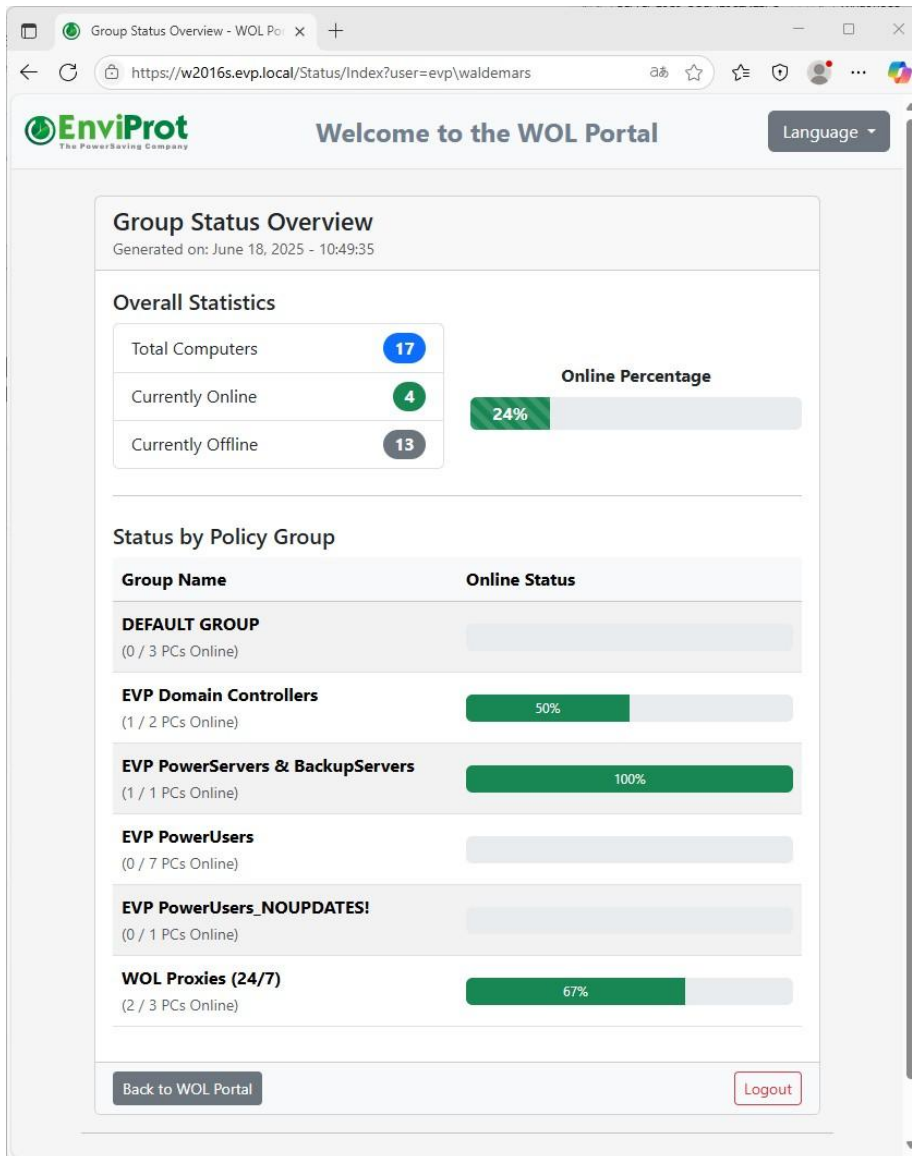 Group Status Overview - WOL Po
https://w2016s.evp.local/Status/Index?user=evp\waldemars
aあ
EnviProt
The PowerSaving Company
Welcome to the WOL Portal
Language
Group Status Overview
Generated on: June 18, 2025 - 10:49:35
Overall Statistics
Total Computers 17
Currently Online 4
Currently Offline 13
Online Percentage
24%
Status by Policy Group
Group Name Online Status
DEFAULT GROUP
(0 / 3 PCs Online)
EVP Domain Controllers
(1 / 2 PCs Online)
50%
EVP PowerServers & BackupServers
(1 / 1 PCs Online)
100%
EVP PowerUsers
(0 / 7 PCs Online)
EVP PowerUsers_NOUPDATES!
(0 / 1 PCs Online)
WOL Proxies (24/7)
(2 / 3 PCs Online)
67%
Back to WOL Portal
Logout